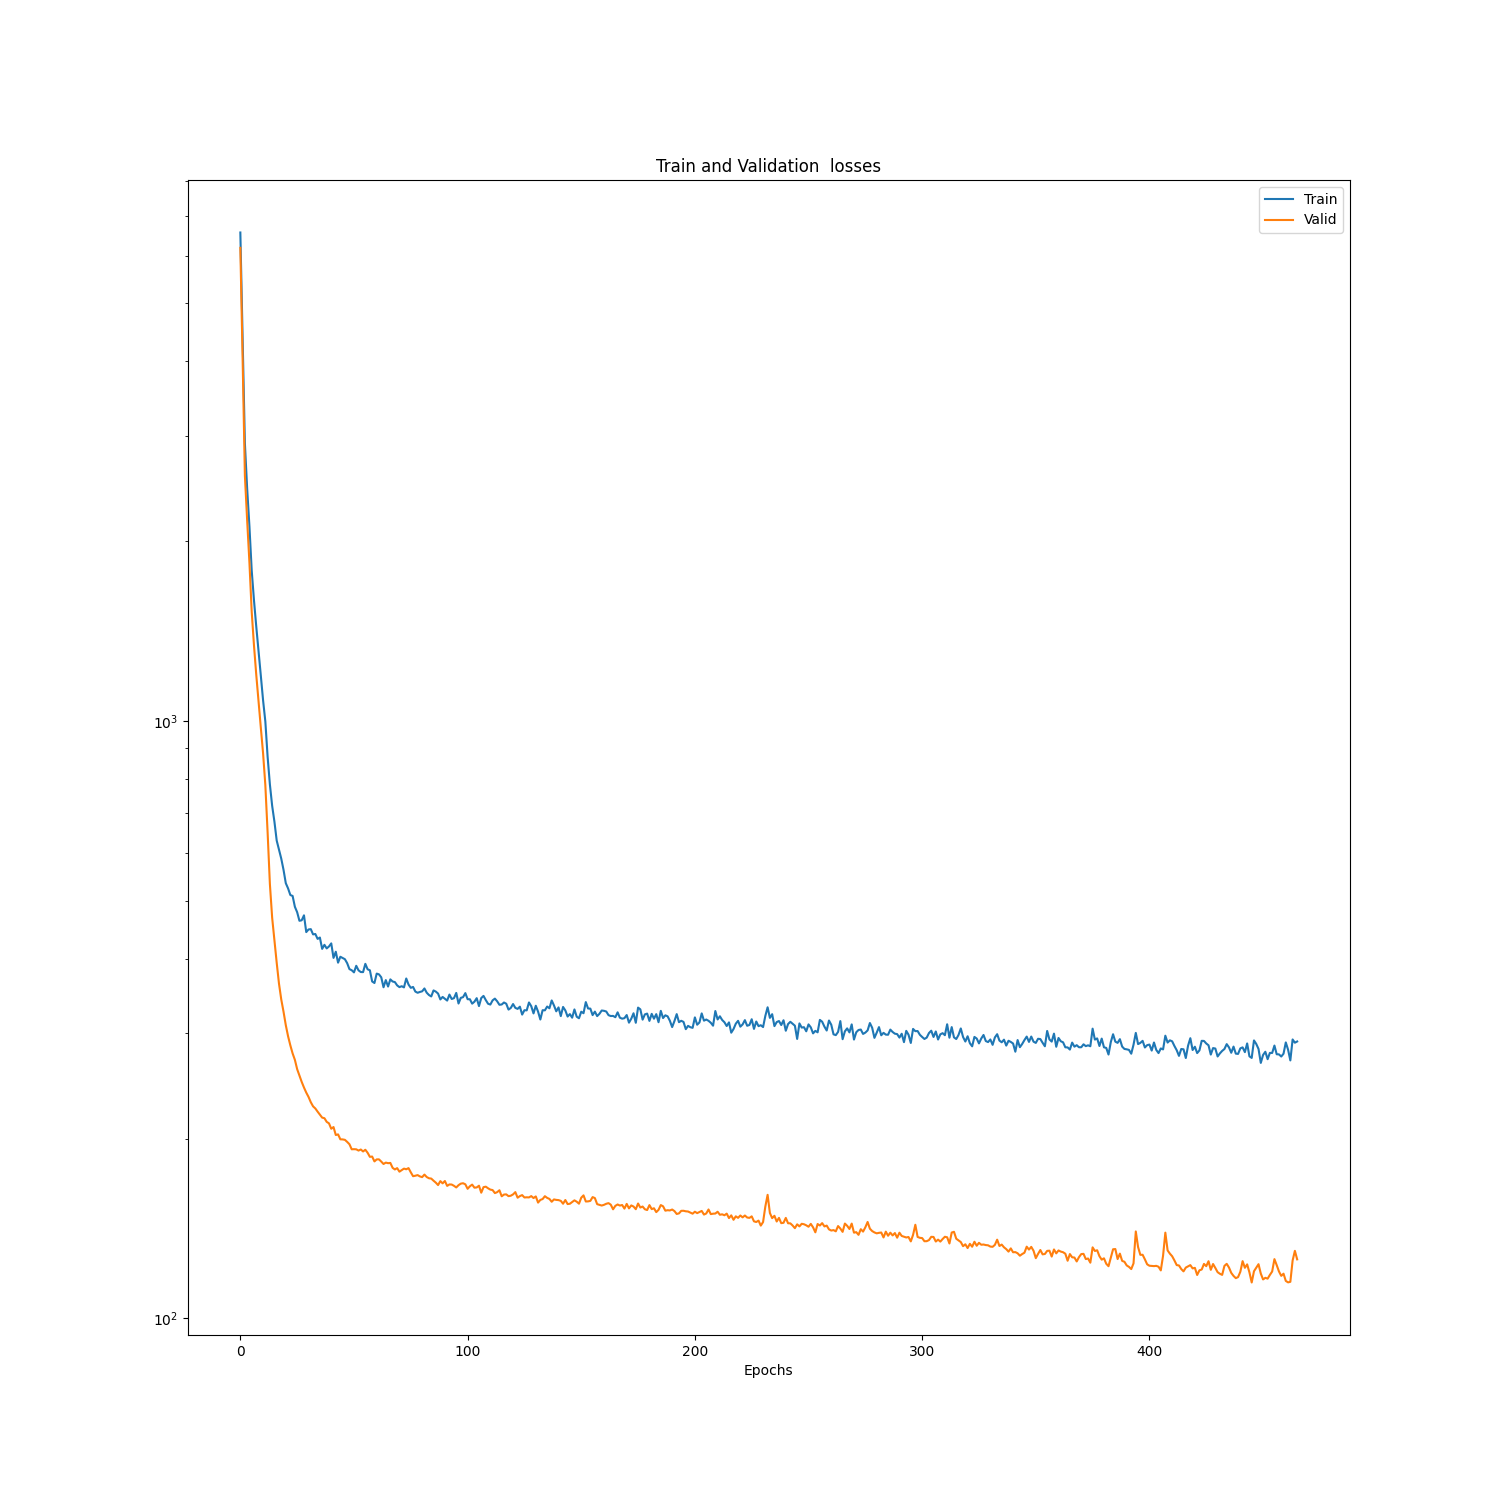 Train and Validation  losses
Train
Valid
10³
10²
0 100 200 300 400
Epochs